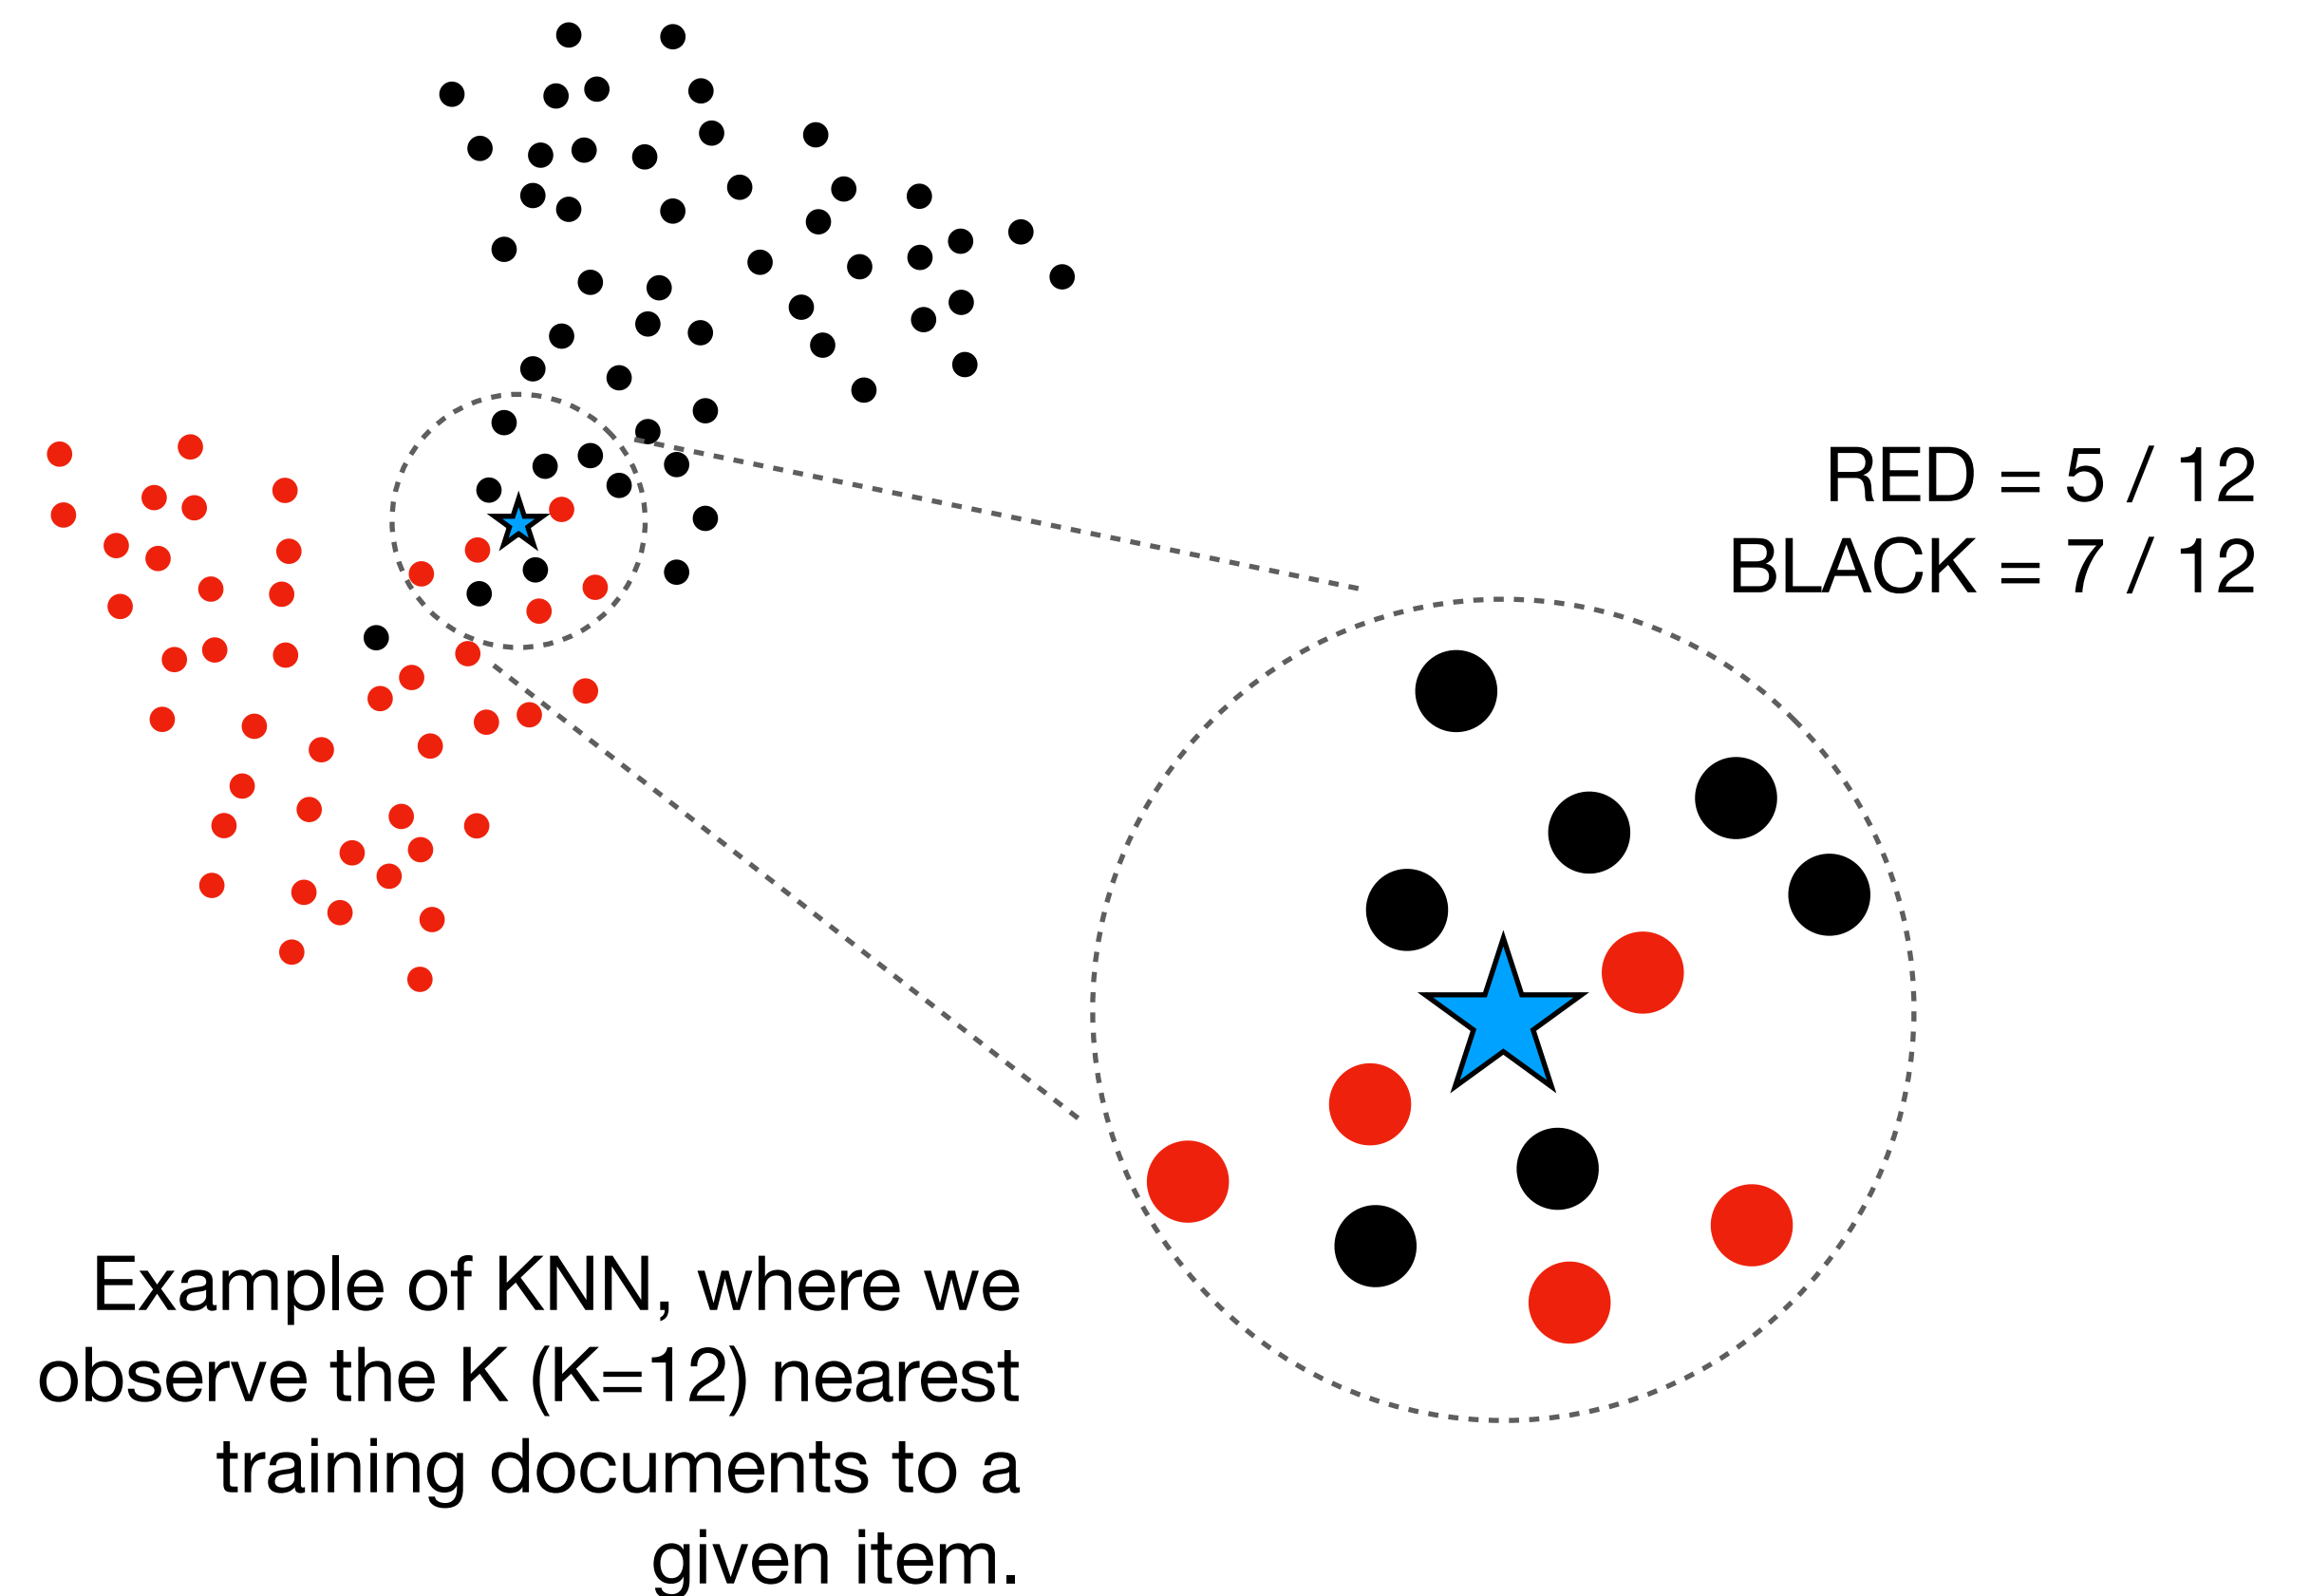 RED = 5 / 12
BLACK = 7 / 12
Example of KNN, where we
observe the K (K=12) nearest
training documents to a
given item.